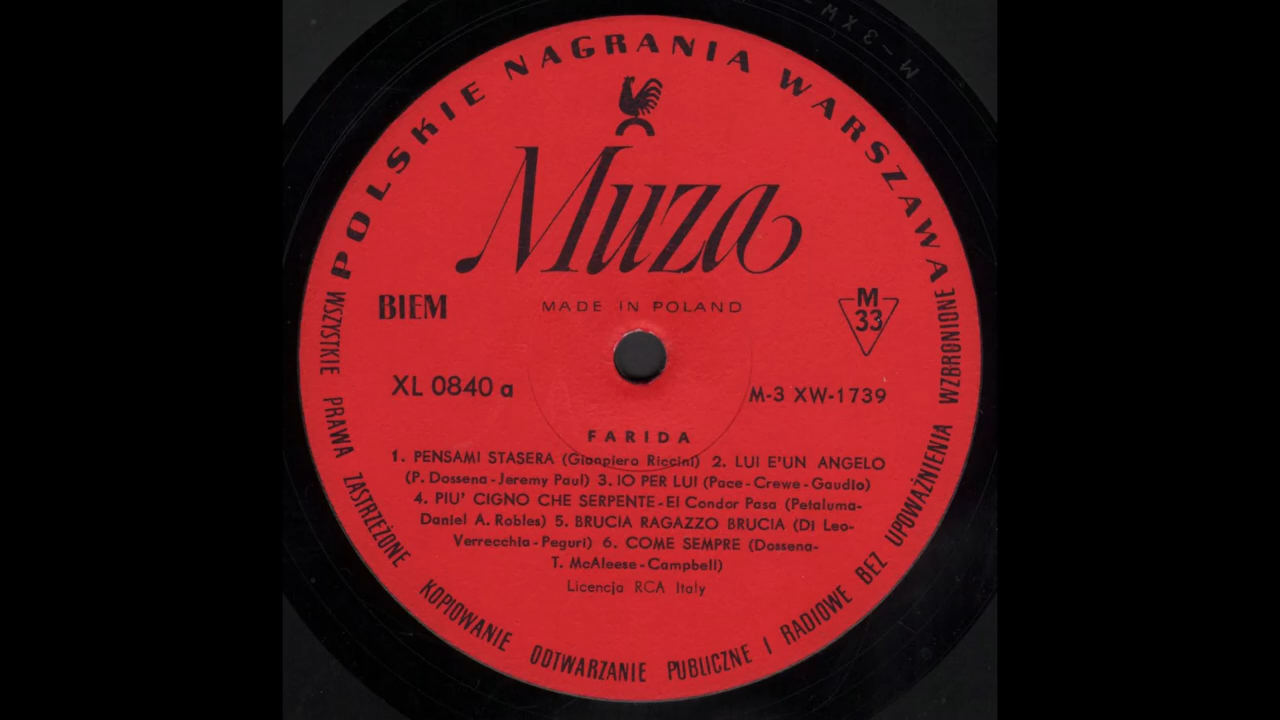 POLSKIE NAGRANIA WARSZAWA
Muza
MADE IN POLAND
BIEM
M
33
XL 0840 a
M-3 XW-1739
FARIDA
1. PENSAMI STASERA (Gianpiero Riccini) 2. LUI E'UN ANGELO
(P. Dossena-Jeremy Paul) 3. IO PER LUI (Pace-Crewe-Gaudio)
4. PIU' CIGNO CHE SERPENTE-El Condor Pasa (Petaluma-
Daniel A. Robles) 5. BRUCIA RAGAZZO BRUCIA (Di Leo-
Verrecchia-Peguri) 6. COME SEMPRE (Dossena-
T. McAleese-Campbell)
Licencja RCA Italy
WSZYSTKIE PRAWA ZASTRZEŻONE KOPIOWANIE ODTWARZANIE PUBLICZNE I RADIOWE BEZ UPOWAŻNIENIA WZBRONIONE
M-3XW